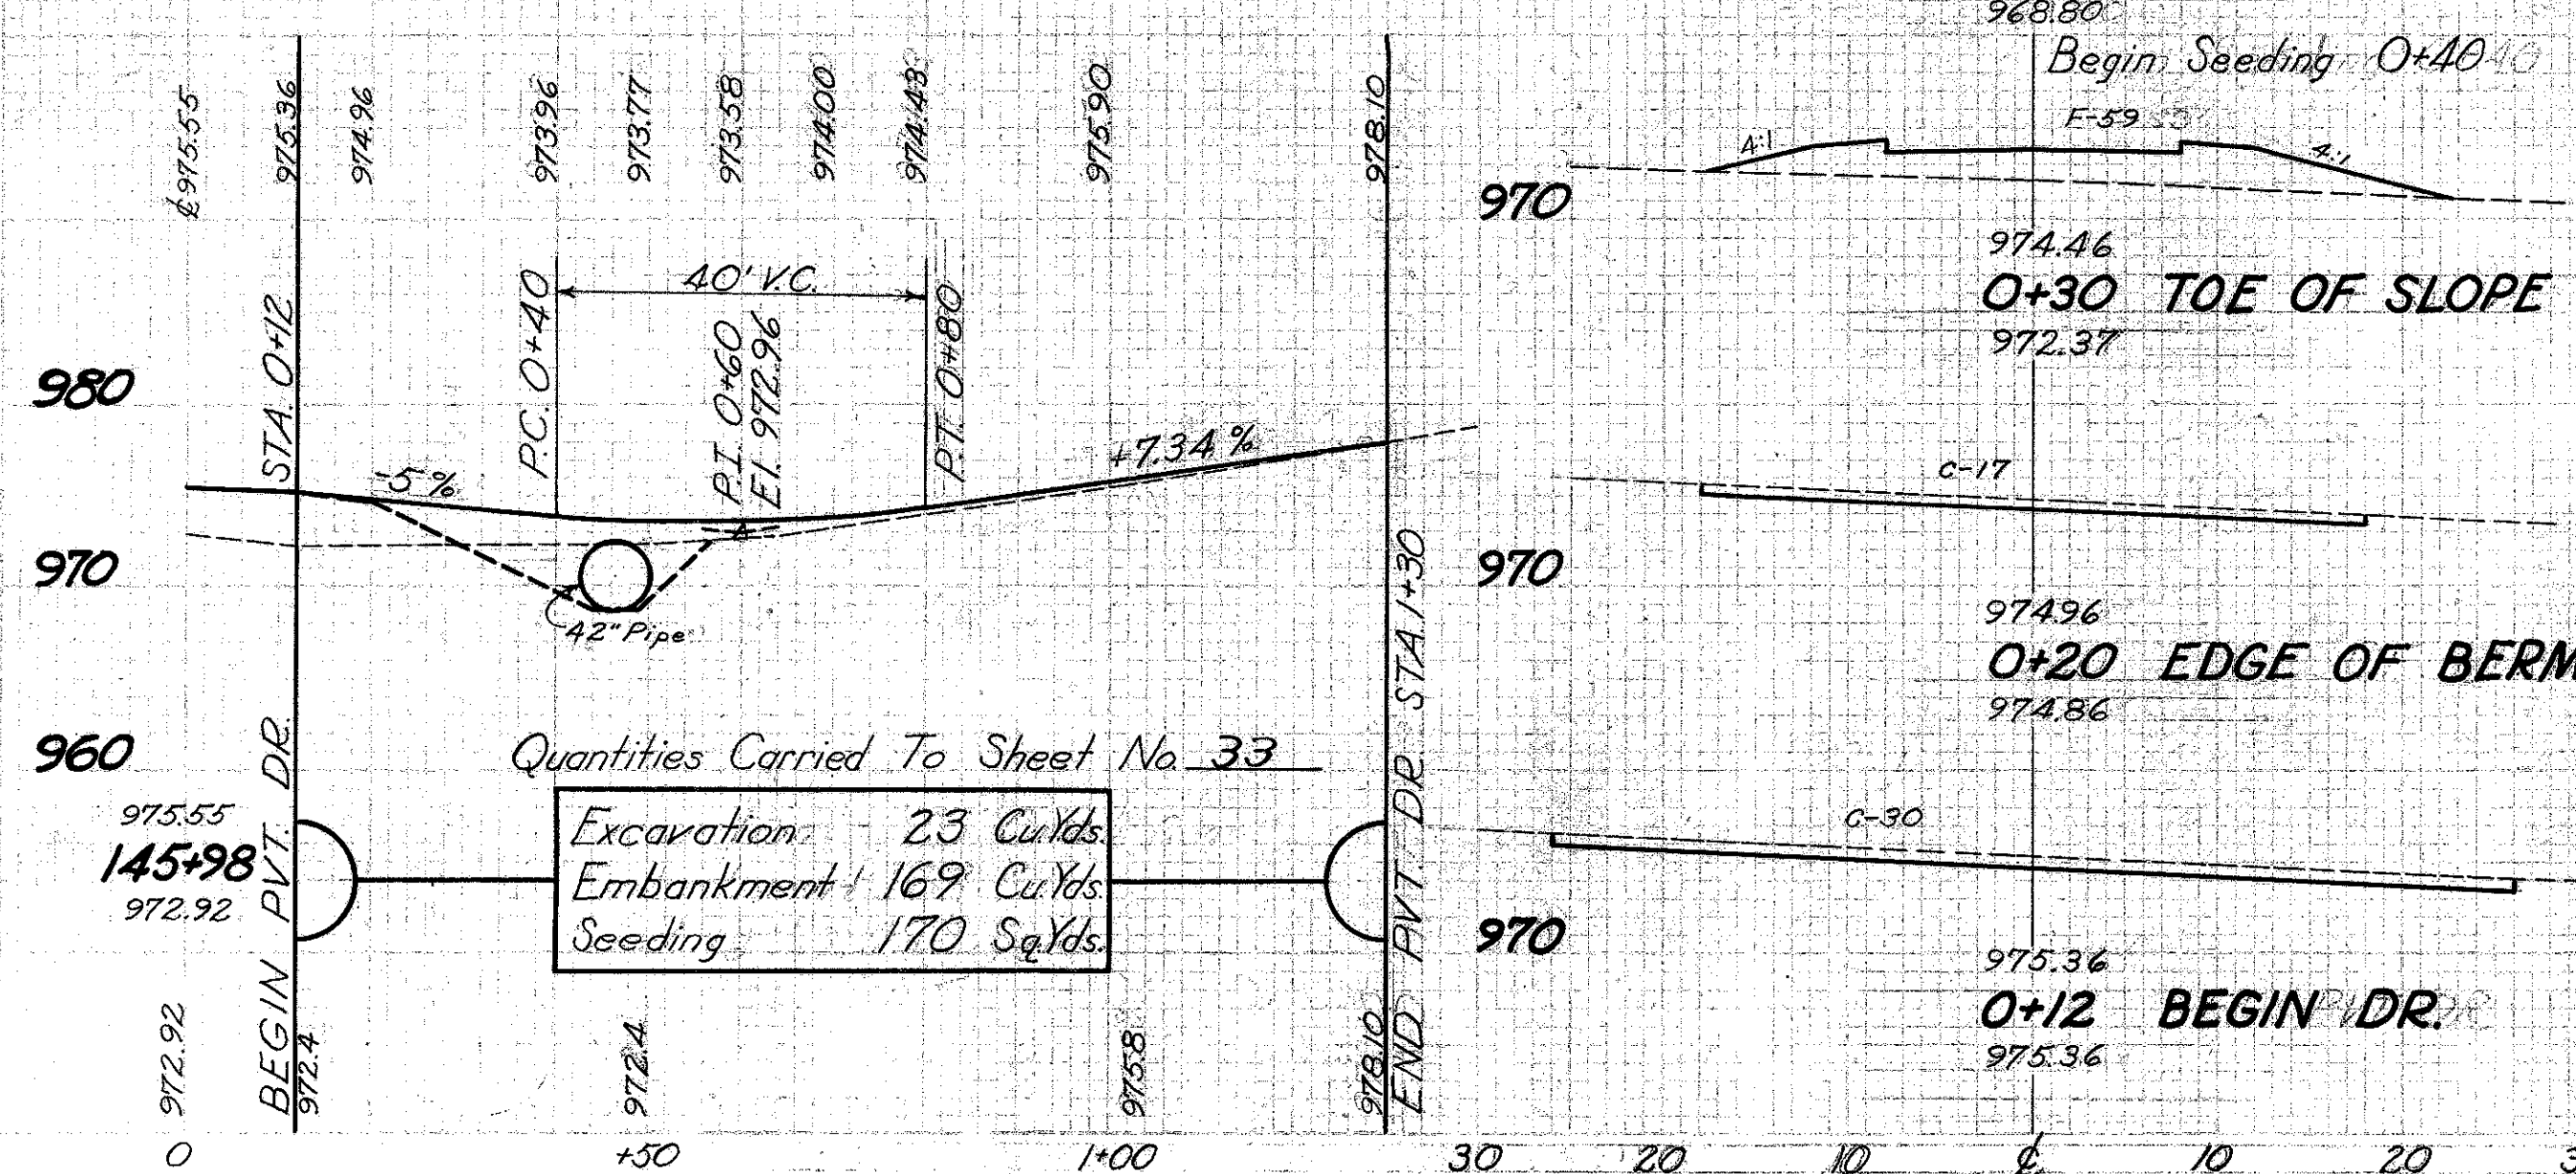 968.80
Begin Seeding 0+40
℄975.55
975.36
974.96
973.96
973.77
973.58
974.00
974.43
975.90
978.10
F-59
4:1
4:1
970
974.46
0+30 TOE OF SLOPE
972.37
40' V.C.
STA. 0+12
P.C. 0+40
P.I. 0+60
El. 972.96
P.T. 0+80
980
-5%
+7.34%
C-17
970
42" Pipe
970
974.96
0+20 EDGE OF BERM
974.86
960
Quantities Carried To Sheet No. 33
Excavation 23 Cu.Yds.
Embankment 169 Cu.Yds.
Seeding 170 Sq.Yds.
975.55
145+98
972.92
BEGIN PVT. DR.
END PVT. DR. STA. 1+30
C-30
970
975.36
0+12 BEGIN DR.
975.36
972.92
972.4
972.4
975.8
978.10
0 +50 1+00 30 20 10 ℄ 10 20